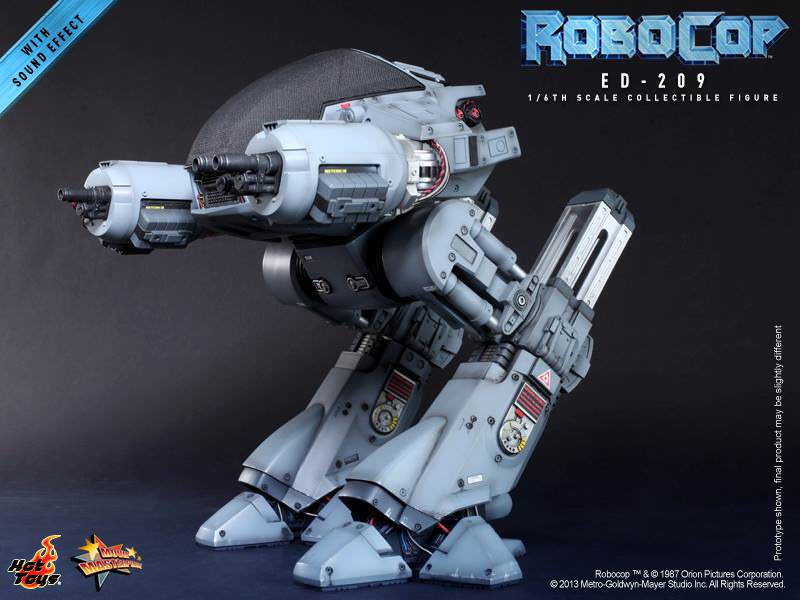 WITH
SOUND EFFECT
ROBOCOP™
ED-209
1/6TH SCALE COLLECTIBLE FIGURE
Prototype shown, final product may be slightly different
Hot
Toys
MOVIE
MASTERPIECE
Robocop ™ & © 1987 Orion Pictures Corporation.
© 2013 Metro-Goldwyn-Mayer Studio Inc. All Rights Reserved.